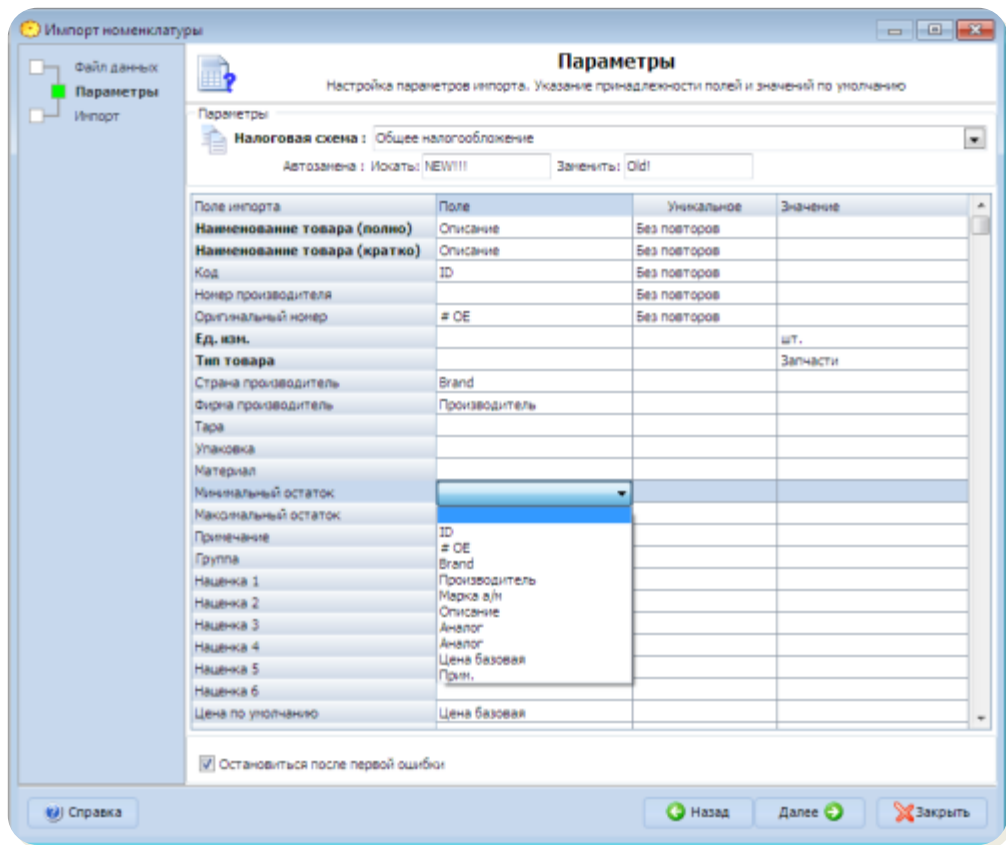 Импорт номенклатуры
Файл данных
Параметры
Импорт
Параметры
Настройка параметров импорта. Указание принадлежности полей и значений по умолчанию
Параметры
Налоговая схема : Общее налогообложение
Автозамена : Искать: NEW!!! Заменить: Old!
Поле импорта Поле Уникальное Значение
Наименование товара (полно) Описание Без повторов
Наименование товара (кратко) Описание Без повторов
Код ID Без повторов
Номер производителя Без повторов
Оригинальный номер # OE Без повторов
Ед. изм. шт.
Тип товара Запчасти
Страна производитель Brand
Фирма производитель Производитель
Тара
Упаковка
Материал
Минимальный остаток
Максимальный остаток
Примечание ID
Группа # OE
Brand
Наценка 1 Производитель
Наценка 2 Марка а/м
Описание
Наценка 3 Аналог
Наценка 4 Аналог
Наценка 5 Цена базовая
Прим.
Наценка 6
Цена по умолчанию Цена базовая
Остановиться после первой ошибки
Справка Назад Далее Закрыть